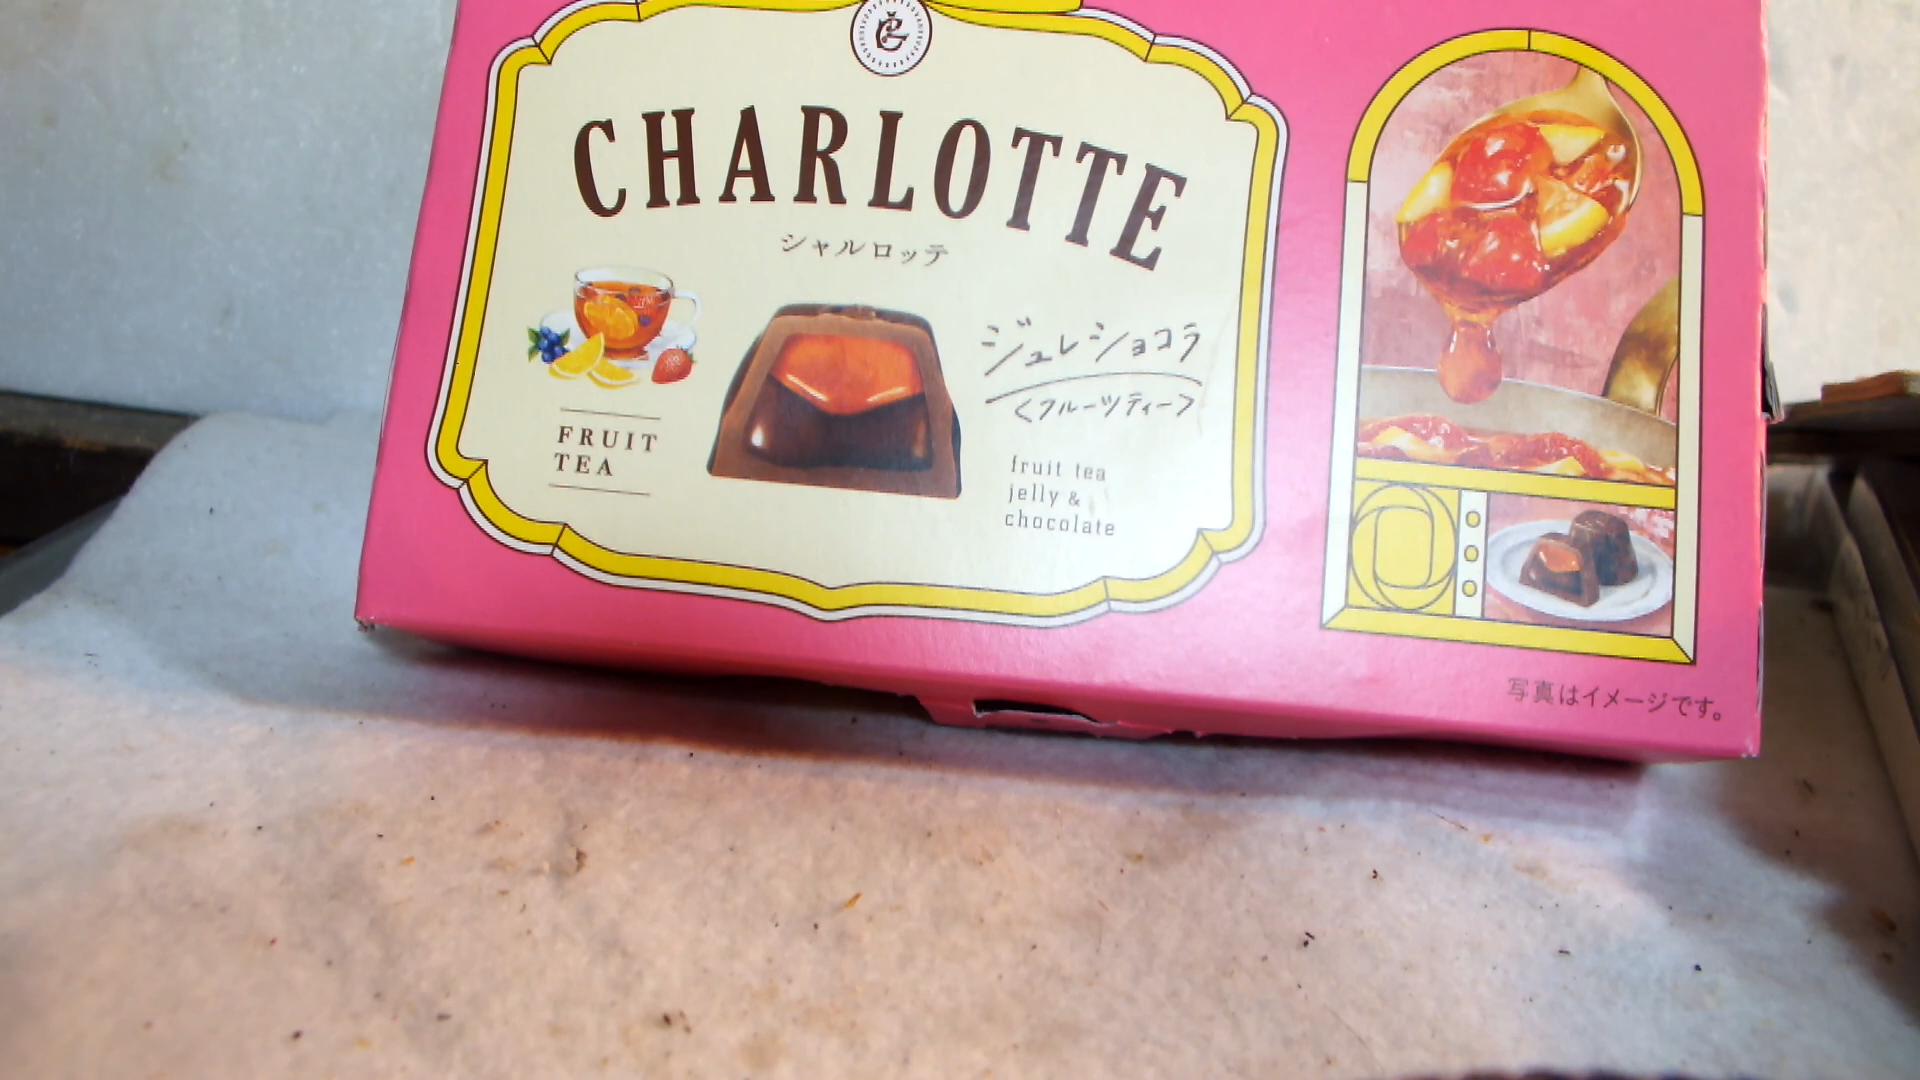 CHARLOTTE
シャルロッテ
ジュレショコラ
<フルーツティー>
FRUIT
TEA
fruit tea
jelly &
chocolate
写真はイメージです。